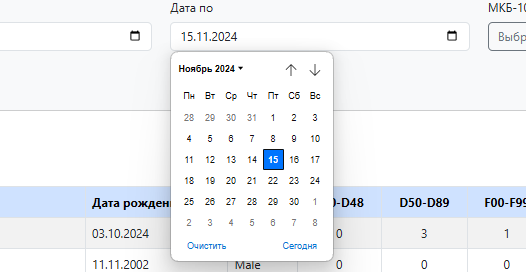 Дата по
МКБ-10
15.11.2024
Выбр
Ноябрь 2024
Пн Вт Ср Чт Пт Сб Вс
28 29 30 31 1 2 3
4 5 6 7 8 9 10
11 12 13 14 15 16 17
18 19 20 21 22 23 24
25 26 27 28 29 30 1
2 3 4 5 6 7 8
Очистить Сегодня
Дата рожден 0-D48 D50-D89 F00-F99
03.10.2024 0 3 1
11.11.2002 Male 0 0 0